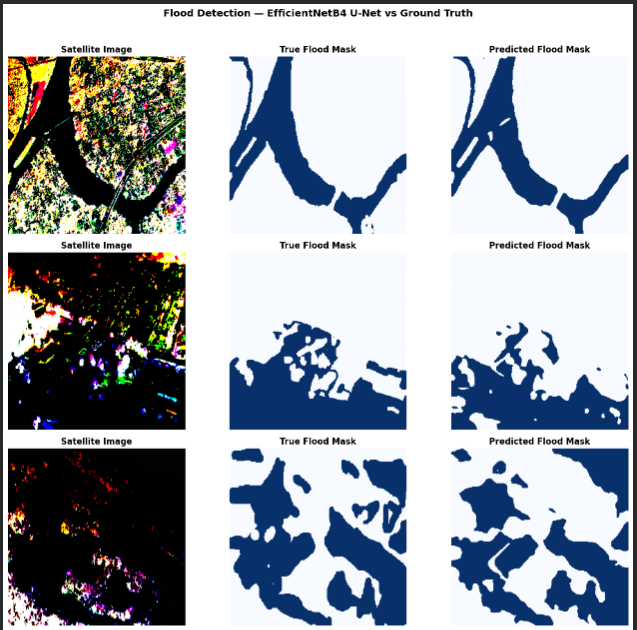 Flood Detection — EfficientNetB4 U-Net vs Ground Truth
Satellite Image True Flood Mask Predicted Flood Mask
Satellite Image True Flood Mask Predicted Flood Mask
Satellite Image True Flood Mask Predicted Flood Mask